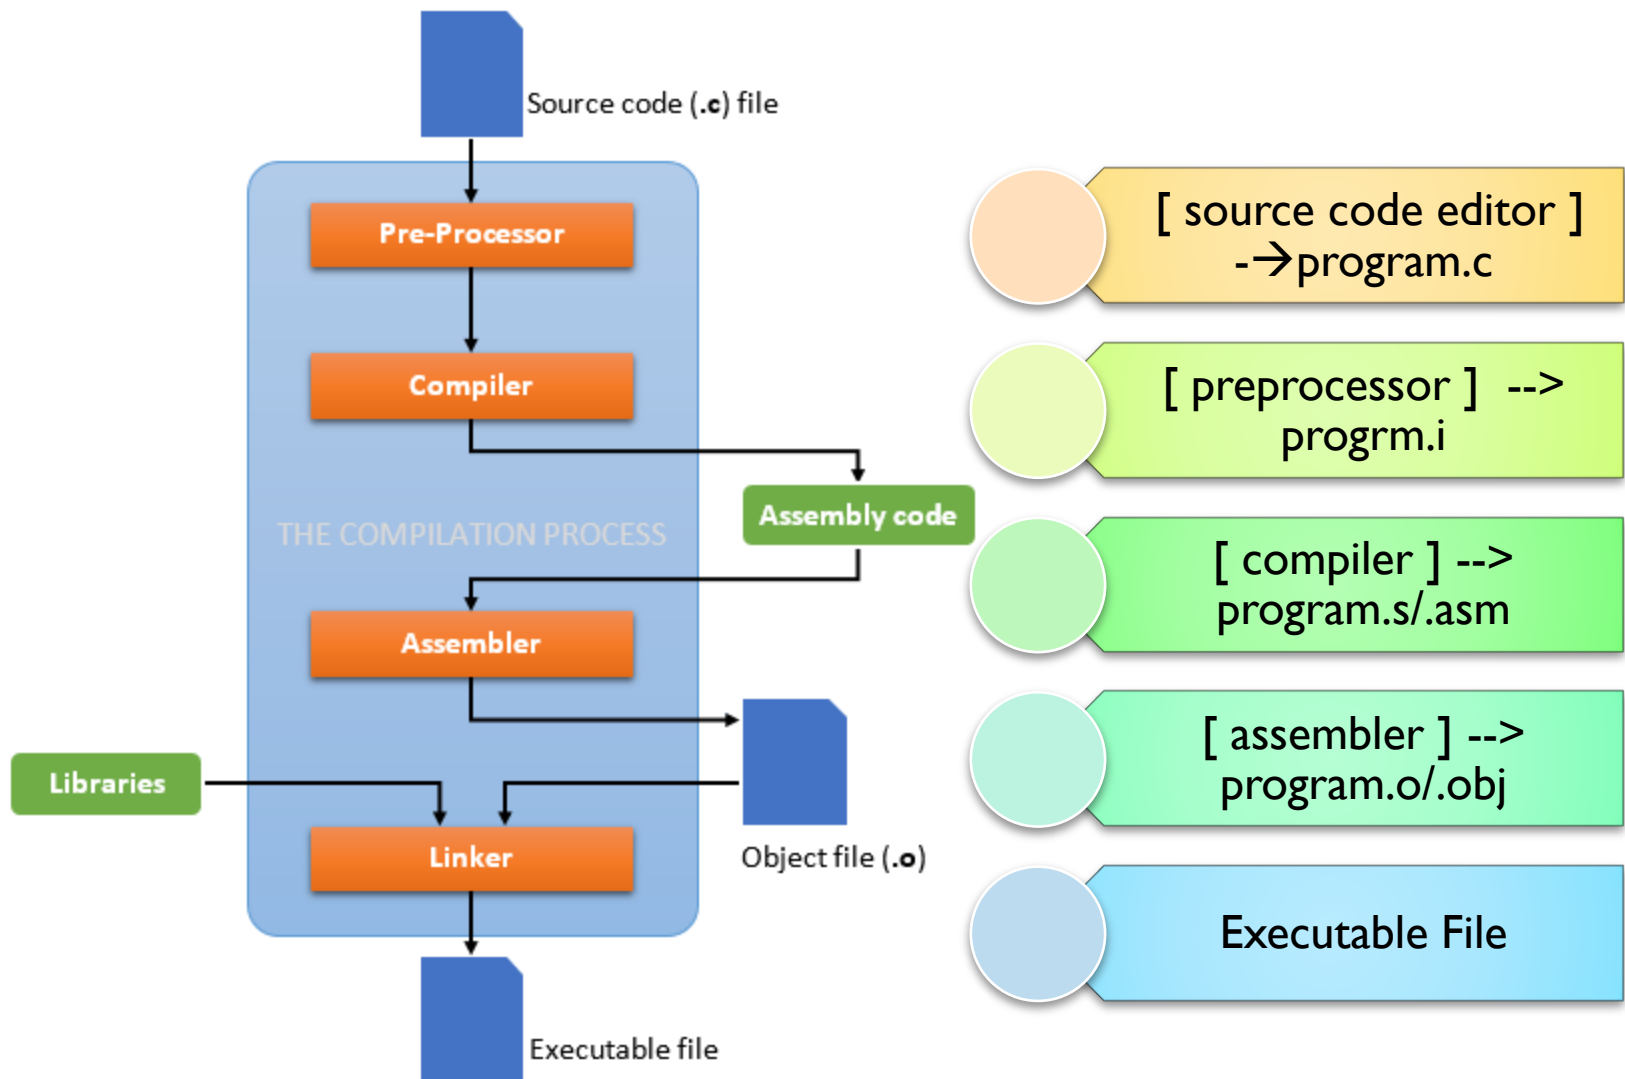 Source code (.c) file
Pre-Processor
Compiler
Assembly code
THE COMPILATION PROCESS
Assembler
Libraries
Linker
Object file (.o)
Executable file
[ source code editor ]
-→program.c
[ preprocessor ] -->
progrm.i
[ compiler ] -->
program.s/.asm
[ assembler ] -->
program.o/.obj
Executable File